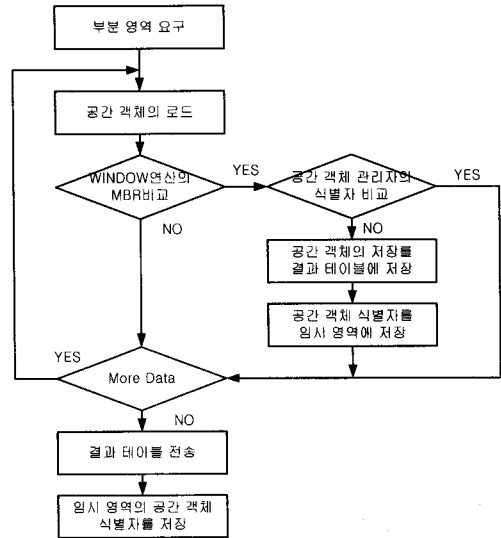 부분 영역 요구
공간 객체의 로드
WINDOW연산의
MBR비교
YES
공간 객체 관리자의
식별자 비교
YES
NO
NO
공간 객체의 저장를
결과 테이블에 저장
공간 객체 식별자를
임시 영역에 저장
YES
More Data
NO
결과 테이블 전송
임시 영역의 공간 객체
식별자를 저장